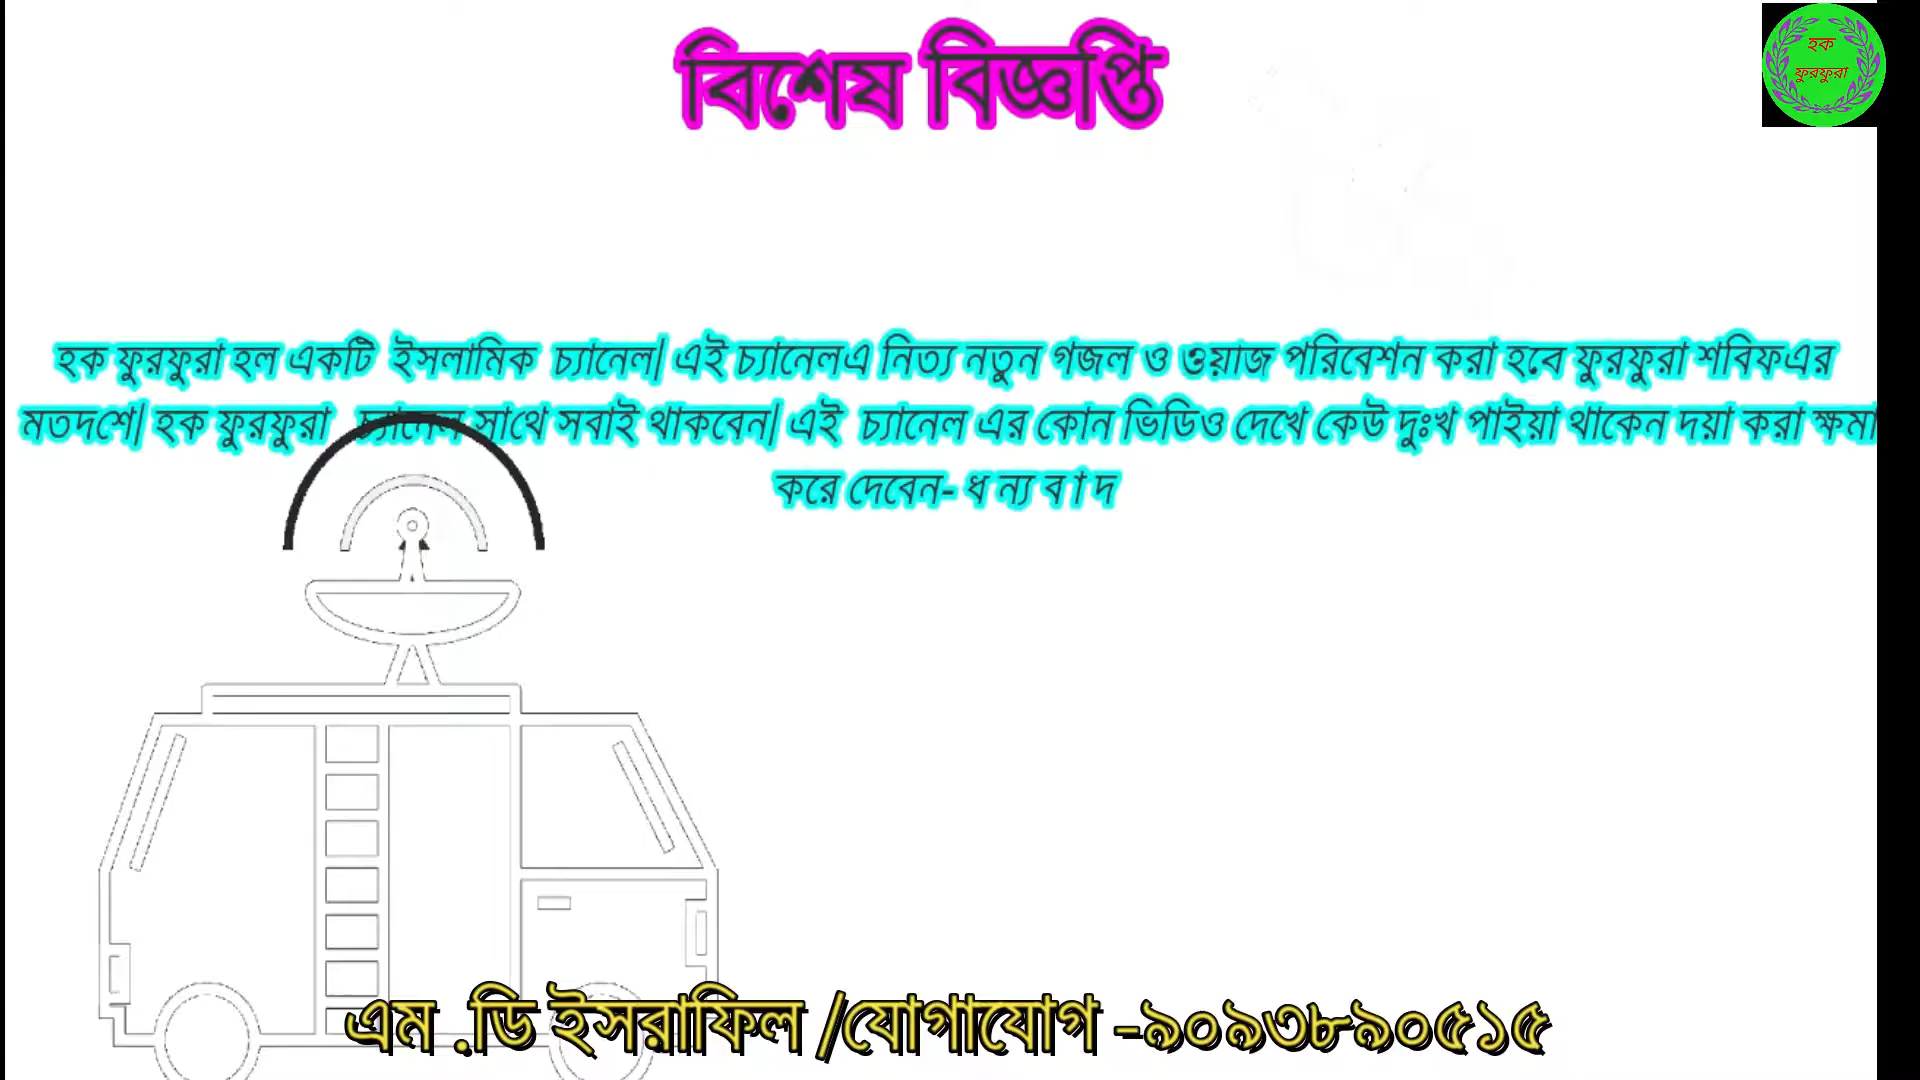 বিশেষ বিজ্ঞপ্তি
হক
ফুরফুরা
হক ফুরফুরা হল একটি ইসলামিক চ্যানেল| এই চ্যানেলএ নিত্য নতুন গজল ও ওয়াজ পরিবেশন করা হবে ফুরফুরা শবিফএর
মতদশে| হক ফুরফুরা চ্যানেল সাথে সবাই থাকবেন| এই চ্যানেল এর কোন ভিডিও দেখে কেউ দুঃখ পাইয়া থাকেন দয়া করা ক্ষমা
করে দেবেন- ধ ন্য ব া দ
এম .ডি ইসরাফিল /যোগাযোগ -৯০৯৩৮৯০৫১৫